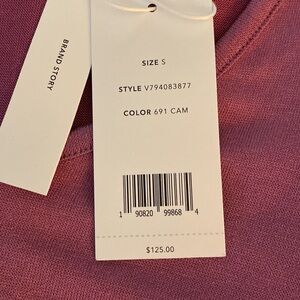 BRAND STORY
SIZE S
STYLE V794083877
COLOR 691 CAM
1 90820 99868 4
$125.00